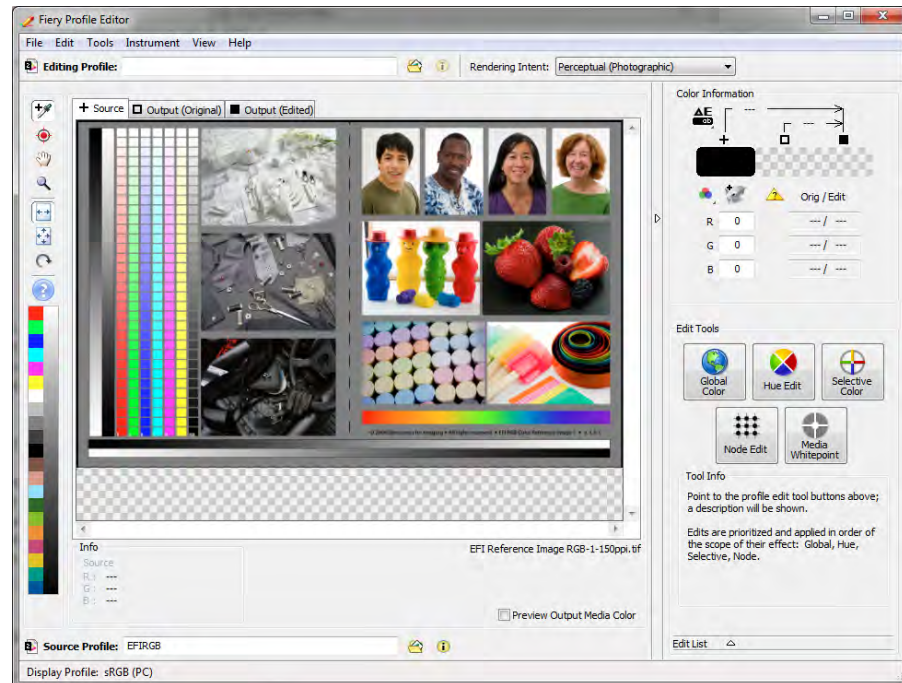 Fiery Profile Editor
File Edit Tools Instrument View Help
Editing Profile:
Rendering Intent: Perceptual (Photographic)
Source Output (Original) Output (Edited)
Color Information
ΔE
ab
--- 
---
Orig / Edit
R 0 --- / ---
G 0 --- / ---
B 0 --- / ---
Edit Tools
Global Color
Hue Edit
Selective Color
Node Edit
Media Whitepoint
Tool Info
Point to the profile edit tool buttons above;
a description will be shown.
Edits are prioritized and applied in order of
the scope of their effect: Global, Hue,
Selective, Node.
Info
Source
R : ---
G : ---
B : ---
EFI Reference Image RGB-1-150ppi.tif
Preview Output Media Color
Source Profile: EFIRGB
Edit List
Display Profile: sRGB (PC)